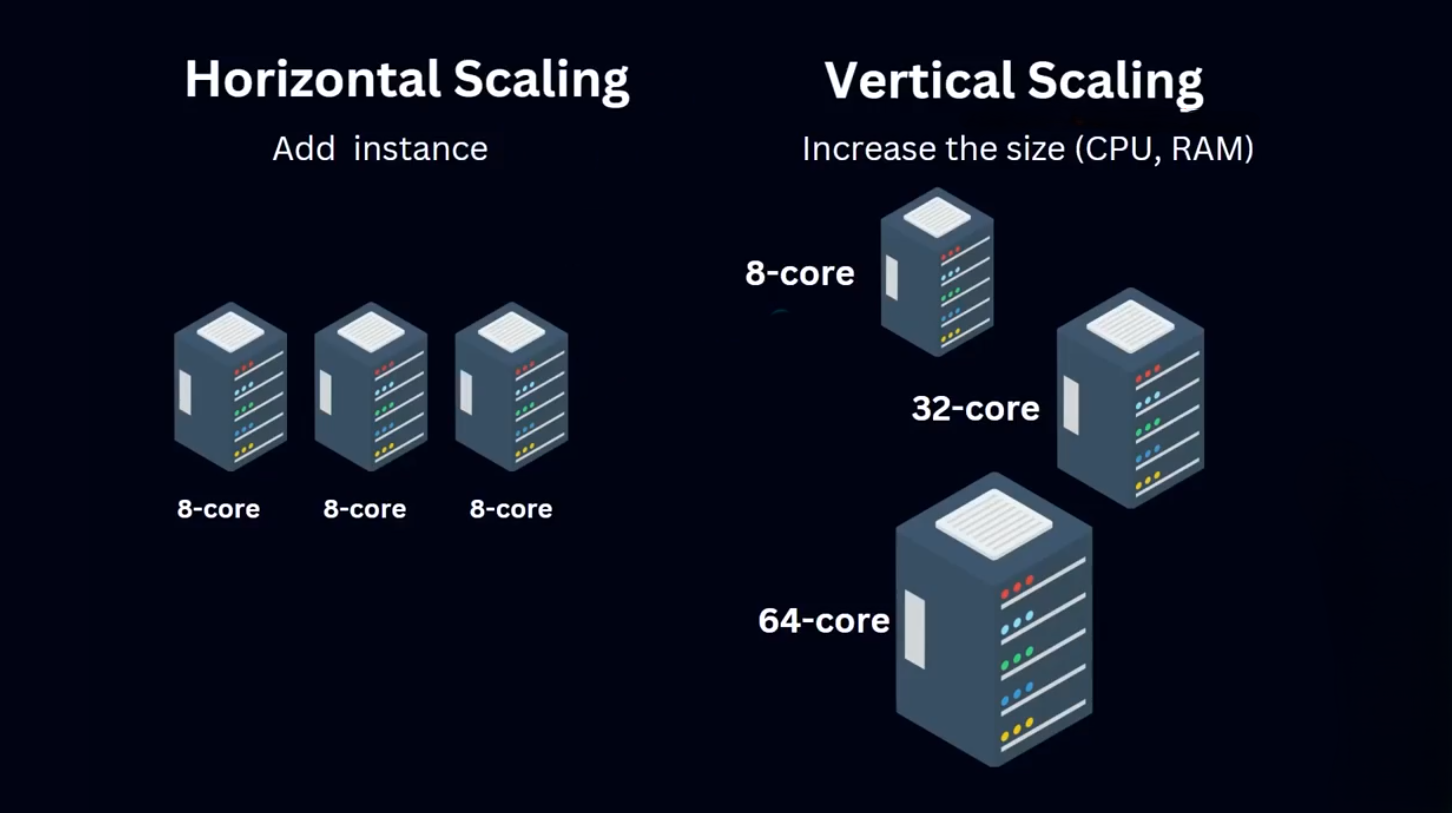 Horizontal Scaling
Add instance
8-core 8-core 8-core
Vertical Scaling
Increase the size (CPU, RAM)
8-core
32-core
64-core